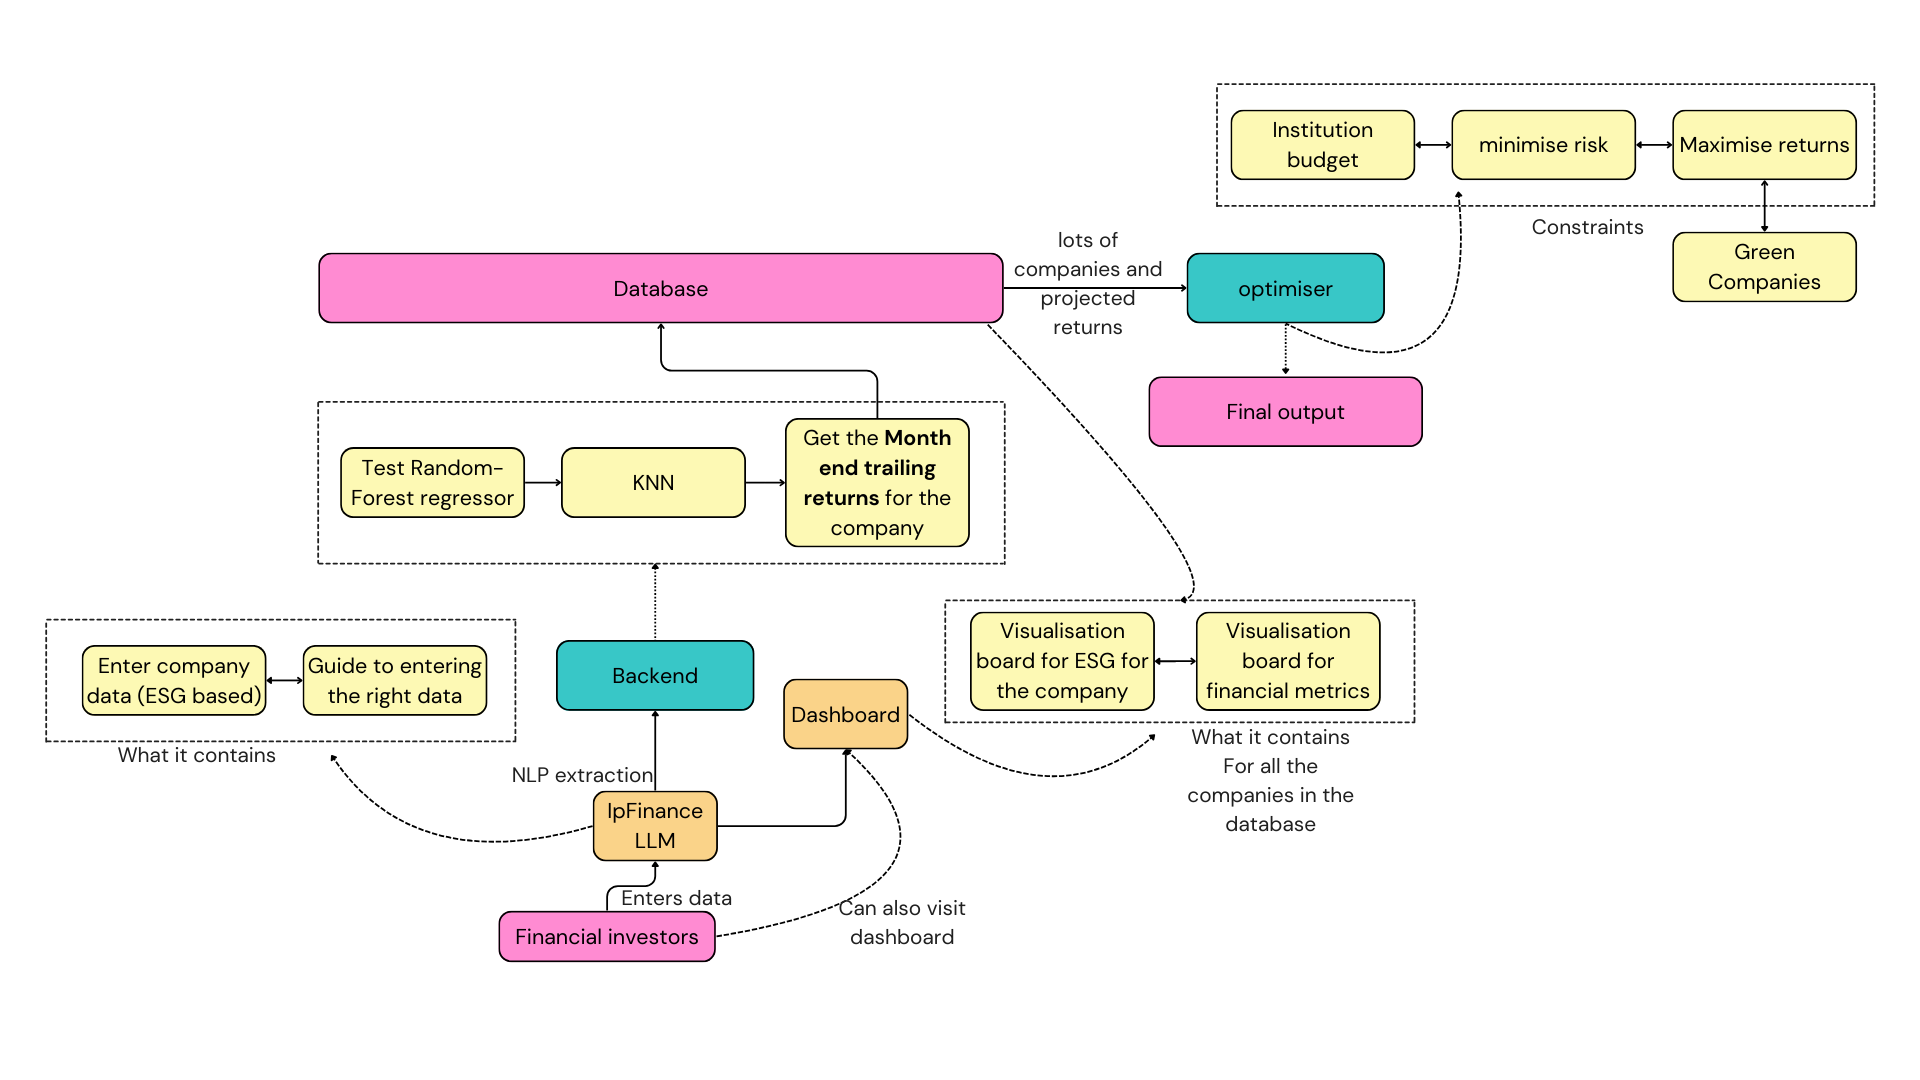 Institution
budget
minimise risk
Maximise returns
Constraints
Green
Companies
lots of
companies and
projected
returns
Database
optimiser
Final output
Test Random-
Forest regressor
KNN
Get the Month
end trailing
returns for the
company
Enter company
data (ESG based)
Guide to entering
the right data
What it contains
Backend
Dashboard
Visualisation
board for ESG for
the company
Visualisation
board for
financial metrics
What it contains
For all the
companies in the
database
NLP extraction
IpFinance
LLM
Enters data
Financial investors
Can also visit
dashboard